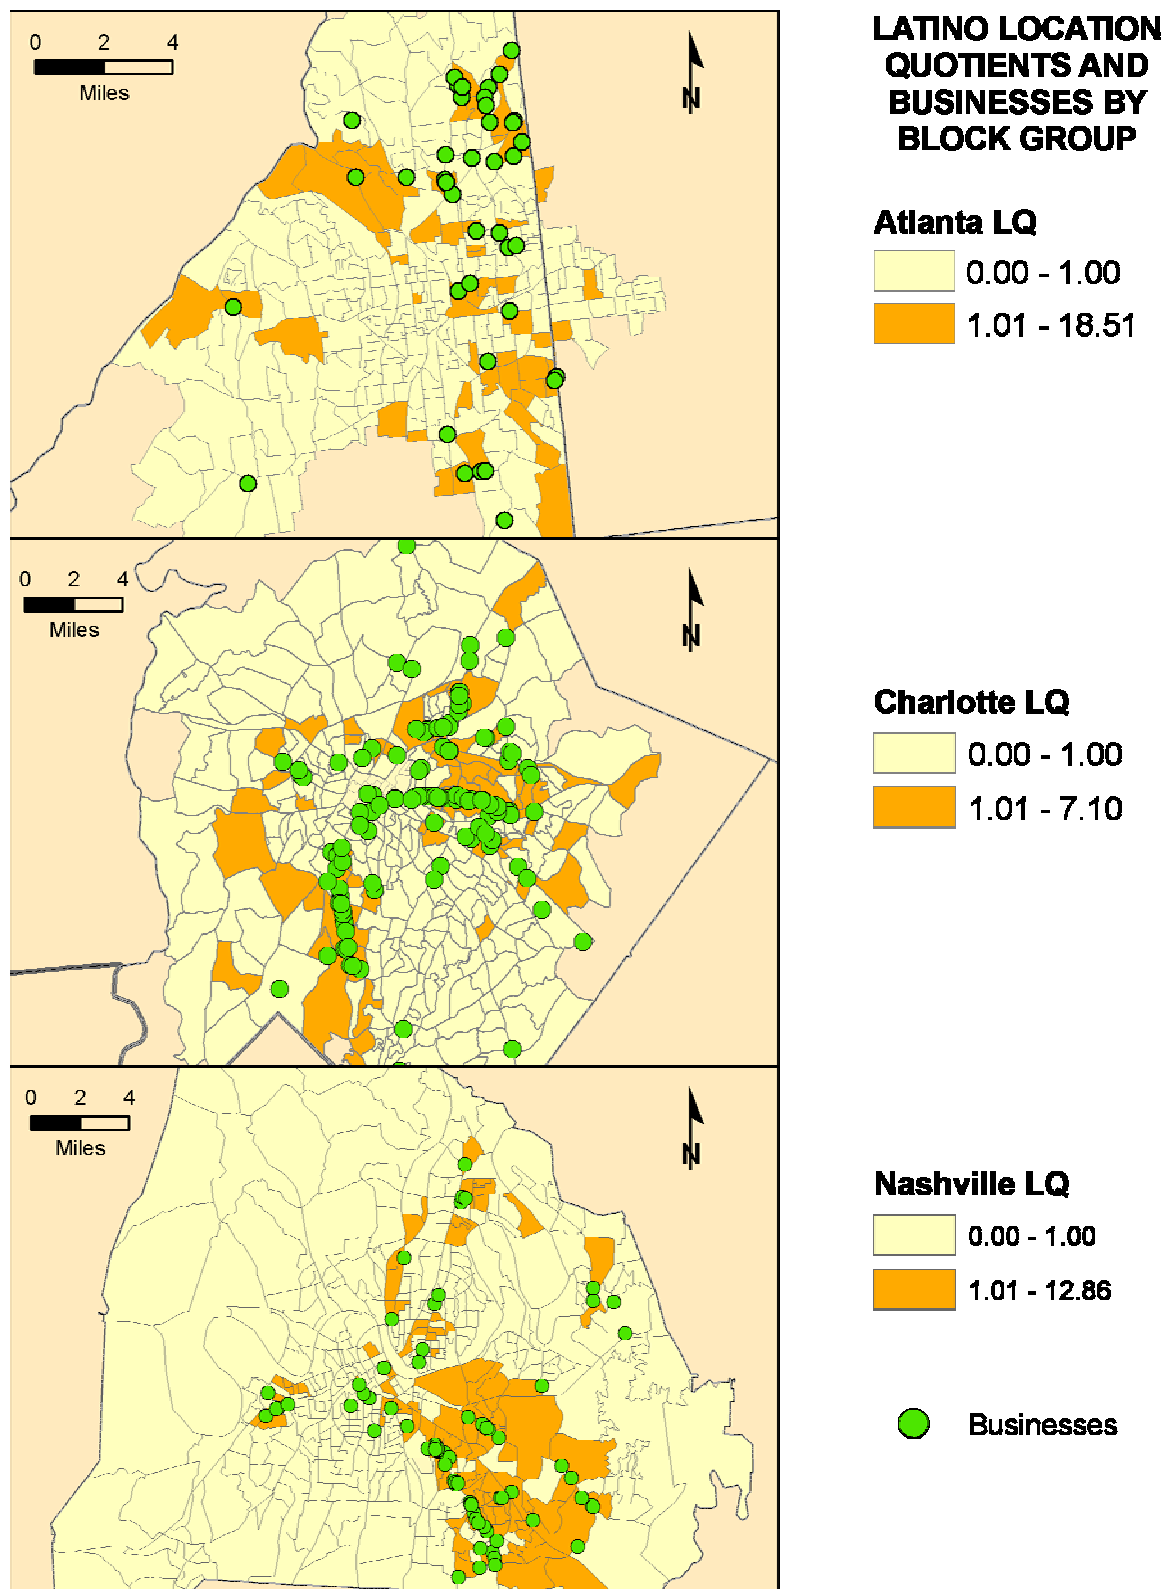 0 2 4
Miles
N
LATINO LOCATION
QUOTIENTS AND
BUSINESSES BY
BLOCK GROUP
Atlanta LQ
0.00 - 1.00
1.01 - 18.51
0 2 4
Miles
N
Charlotte LQ
0.00 - 1.00
1.01 - 7.10
0 2 4
Miles
N
Nashville LQ
0.00 - 1.00
1.01 - 12.86
Businesses